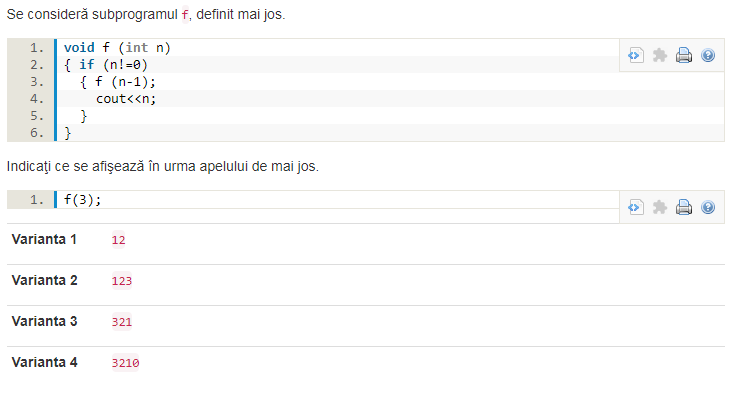 Se consideră subprogramul f, definit mai jos.
1. void f (int n)
2. { if (n!=0)
3.   { f (n-1);
4.     cout<<n;
5.   }
6. }
Indicaţi ce se afişează în urma apelului de mai jos.
1. f(3);
Varianta 1 12
Varianta 2 123
Varianta 3 321
Varianta 4 3210